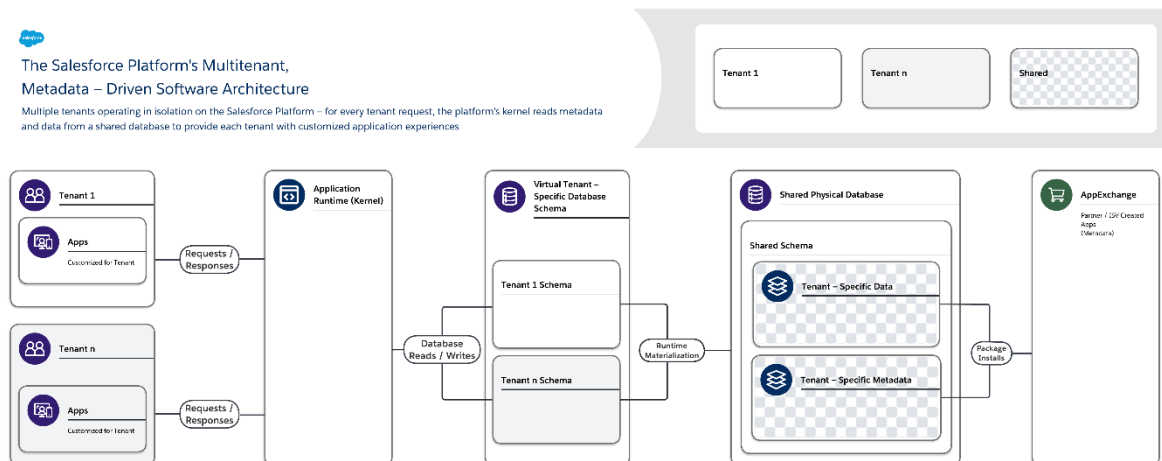 salesforce
The Salesforce Platform's Multitenant,
Metadata – Driven Software Architecture
Multiple tenants operating in isolation on the Salesforce Platform – for every tenant request, the platform's kernel reads metadata
and data from a shared database to provide each tenant with customized application experiences
Tenant 1
Tenant n
Shared
Tenant 1
Apps
Customized for Tenant
Requests /
Responses
Tenant n
Apps
Customized for Tenant
Requests /
Responses
Application
Runtime (Kernel)
Database
Reads / Writes
Virtual Tenant –
Specific Database
Schema
Tenant 1 Schema
Tenant n Schema
Runtime
Materialization
Shared Physical Database
Shared Schema
Tenant – Specific Data
Tenant – Specific Metadata
Package
Installs
AppExchange
Partner / ISV Created
Apps
(Metadata)